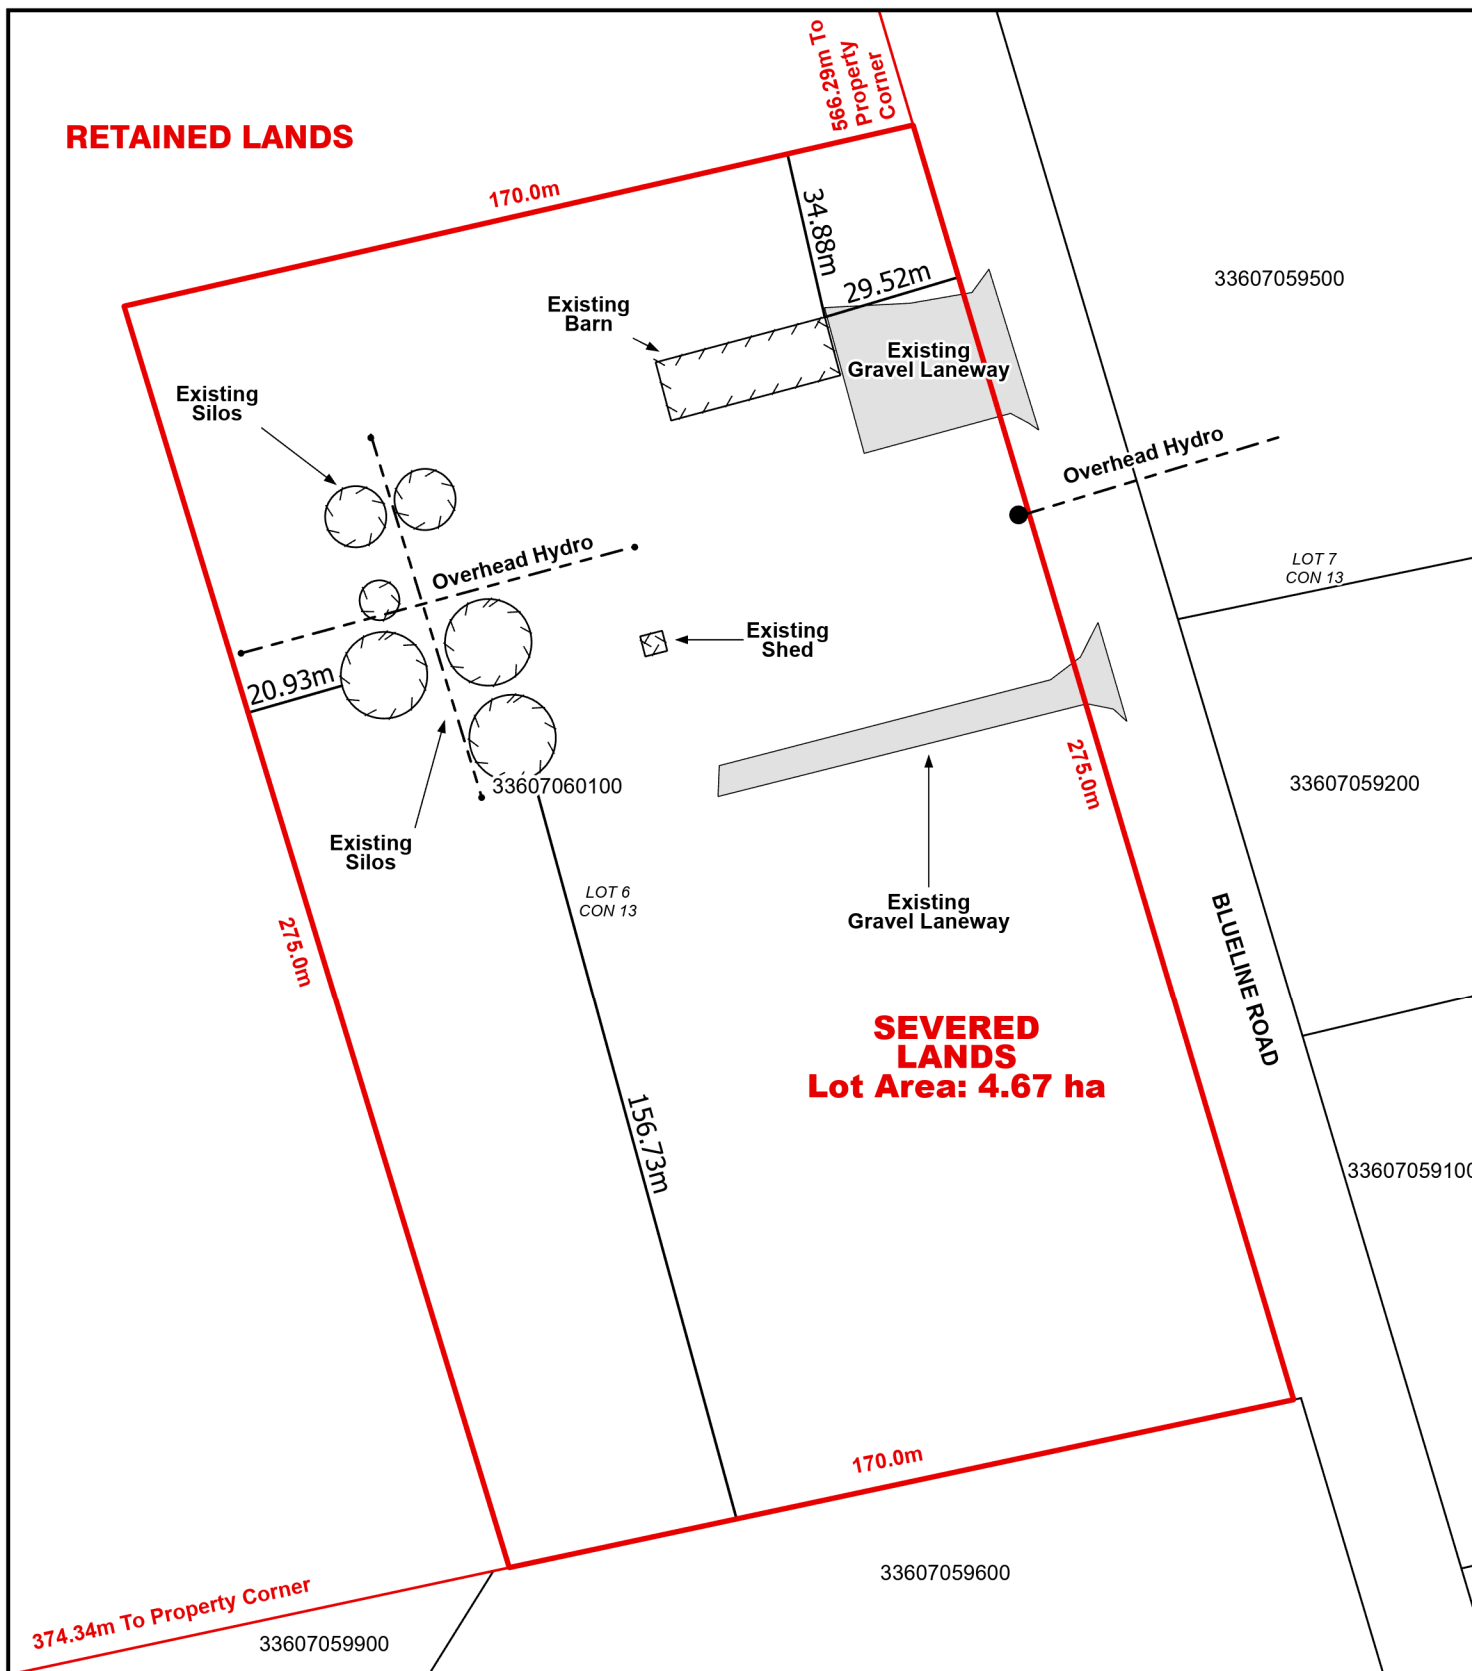 566.29m To
Property
Corner
RETAINED LANDS
170.0m
34.88m
29.52m
33607059500
Existing
Barn
Existing
Gravel Laneway
Existing
Silos
Overhead Hydro
Overhead Hydro
LOT 7
CON 13
Existing
Shed
20.93m
275.0m
33607060100
33607059200
Existing
Silos
LOT 6
CON 13
Existing
Gravel Laneway
275.0m
BLUELINE ROAD
SEVERED
LANDS
Lot Area: 4.67 ha
156.73m
33607059100
170.0m
33607059600
374.34m To Property Corner
33607059900